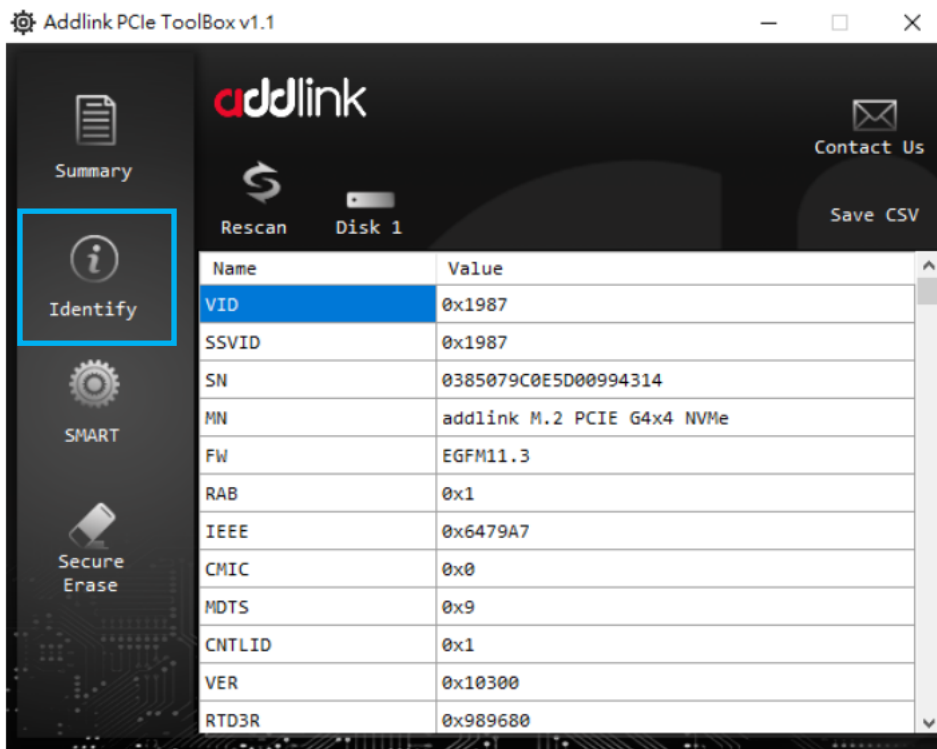 Addlink PCIe ToolBox v1.1
addlink
Summary
Contact Us
Rescan
Disk 1
Save CSV
Identify
SMART
Secure
Erase
Name Value
VID 0x1987
SSVID 0x1987
SN 0385079C0E5D00994314
MN addlink M.2 PCIE G4x4 NVMe
FW EGFM11.3
RAB 0x1
IEEE 0x6479A7
CMIC 0x0
MDTS 0x9
CNTLID 0x1
VER 0x10300
RTD3R 0x989680